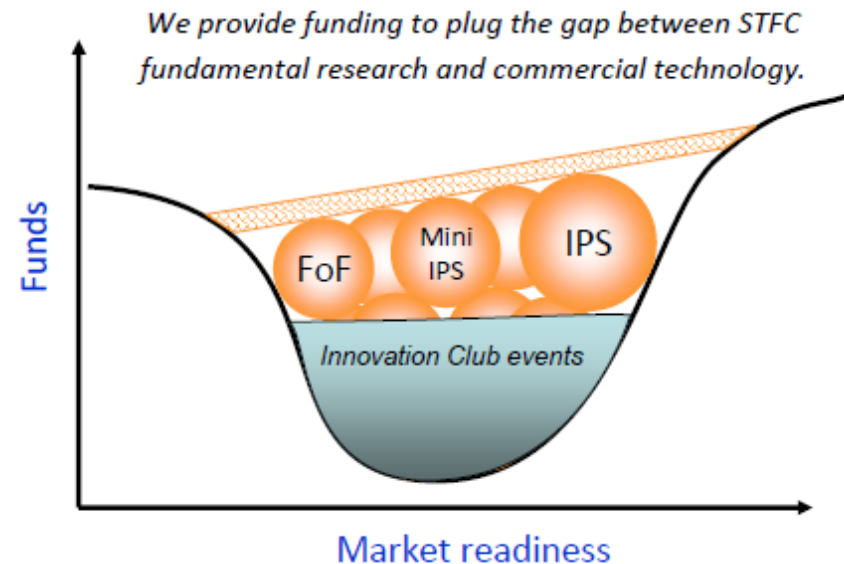 We provide funding to plug the gap between STFC
fundamental research and commercial technology.
Funds
FoF
Mini
IPS
IPS
Innovation Club events
Market readiness